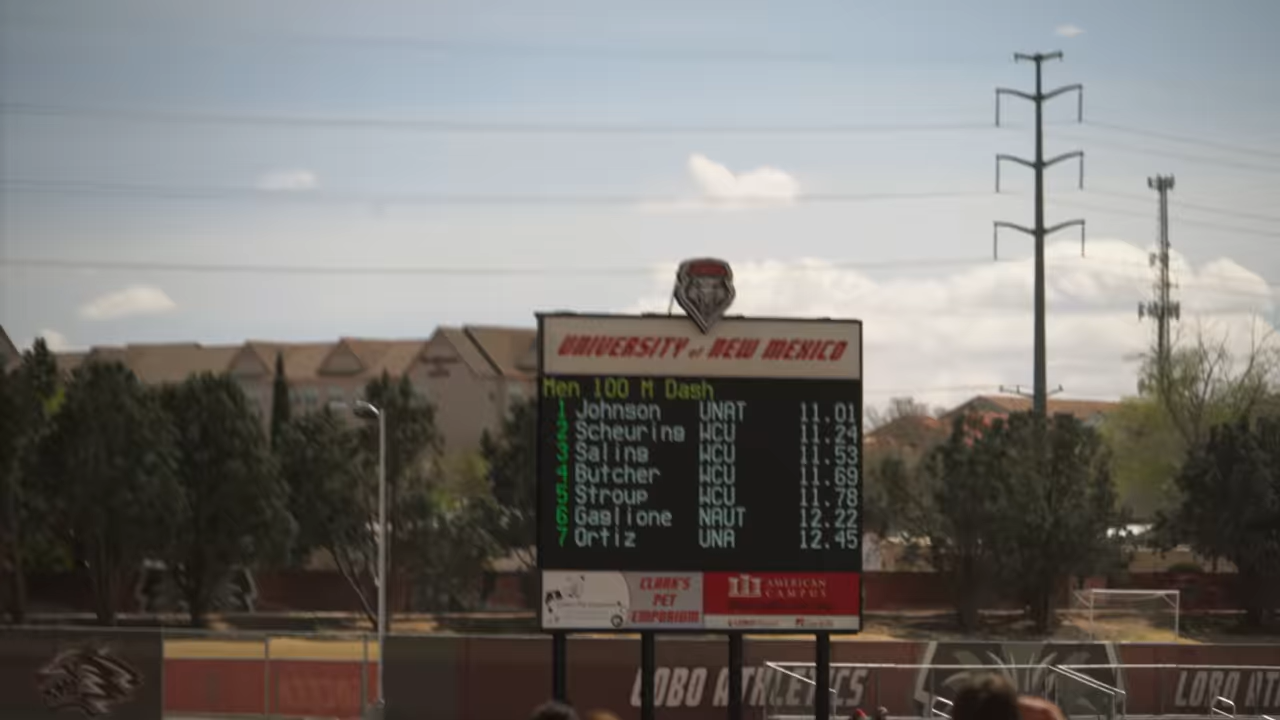 UNIVERSITY of NEW MEXICO
Men 100 M Dash
1 Johnson UNAT 11.01
2 Scheuring WCU 11.24
3 Saling WCU 11.53
4 Butcher WCU 11.69
5 Stroup WCU 11.78
6 Gaglione NAUT 12.22
7 Ortiz UNA 12.45
CLARK'S
PET
EMPORIUM
AMERICAN
CAMPUS
LOBO ATHLETICS
LOBO AT